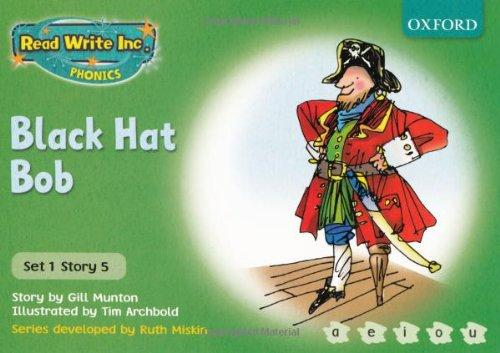 Read Write Inc.
PHONICS
OXFORD
Black Hat
Bob
Set 1 Story 5
Story by Gill Munton
Illustrated by Tim Archbold
Series developed by Ruth Miskin
a e i o u